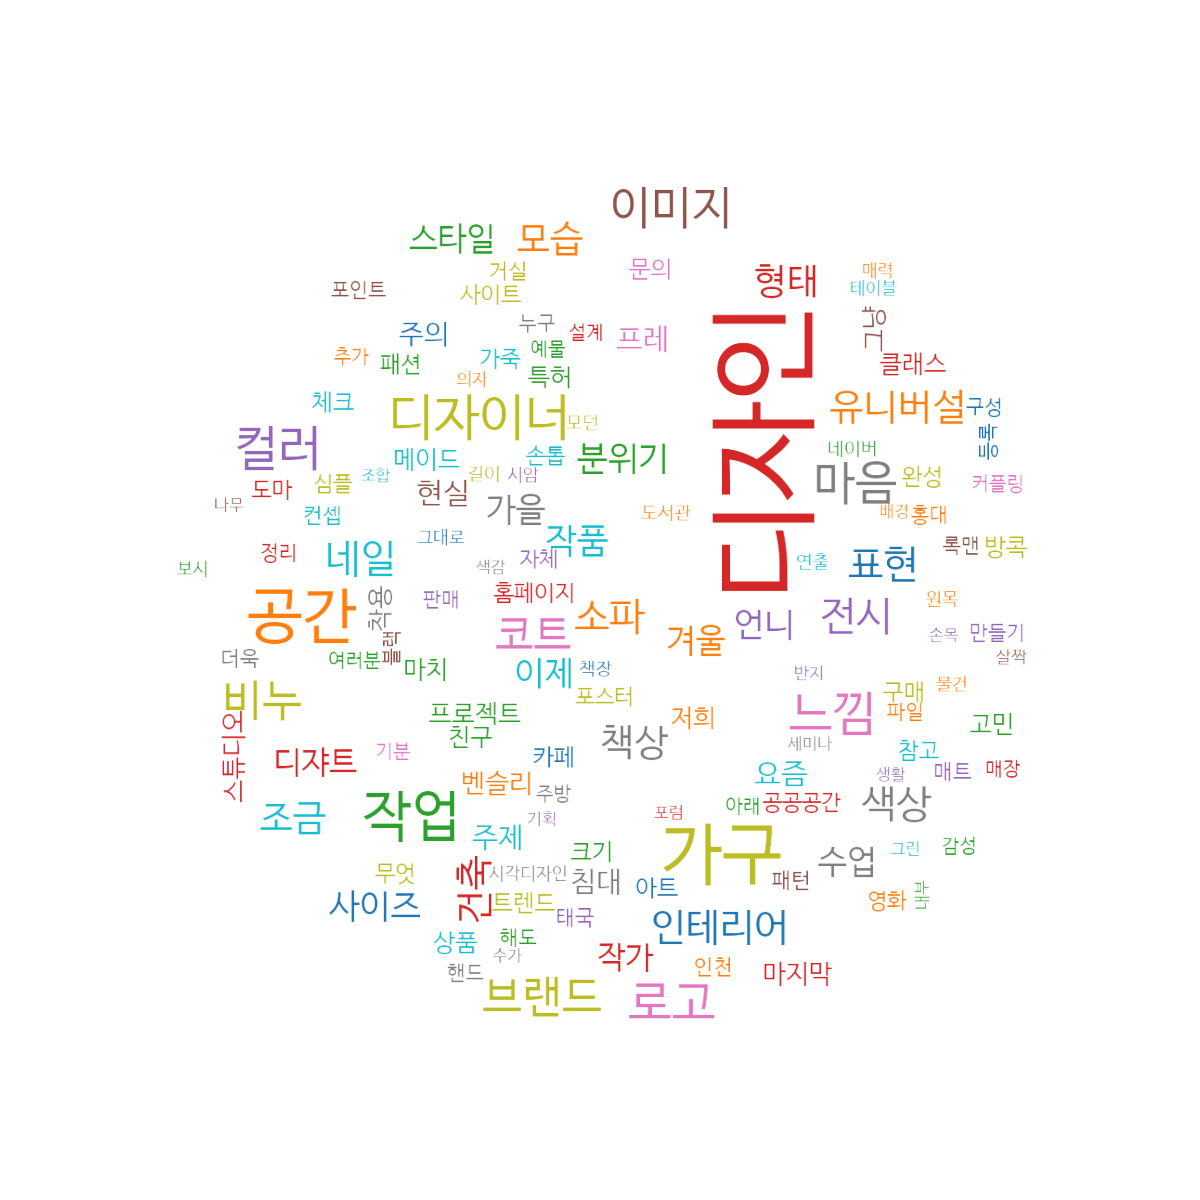 이미지
스타일
모습
형태
문의
거실
매력
포인트
사이트
테이블
그냥
주의
누구
설계
프레
예물
추가
패션
가죽
클래스
특허
의자
디자인
체크
디자이너
모던
유니버설
구성
등록
컬러
메이드
손톱
분위기
네이버
마음
완성
커플링
조합
길이
시암
심플
도마
현실
가을
나무
컨셉
도서관
배경
홍대
그대로
작품
정리
네일
자체
록맨
방콕
연출
표현
보시
색감
홈페이지
공간
착용
판매
소파
원목
코트
겨울
언니
전시
손목
만들기
블랙
더욱
여러분
마치
이제
책장
살짝
반지
비누
포스터
느낌
구매
물건
파일
스튜디오
프로젝트
저희
고민
친구
책상
세미나
디쟈트
기분
카페
참고
벤슬리
주방
요즘
생활
매트
매장
조금
작업
기획
아래
공공공간
색상
포럼
주제
가구
크기
그린
감성
무엇
건축
시각디자인
침대
아트
패턴
수업
사이즈
트렌드
태국
영화
인테리어
상품
해도
수가
작가
핸드
인천
마지막
브랜드
로고